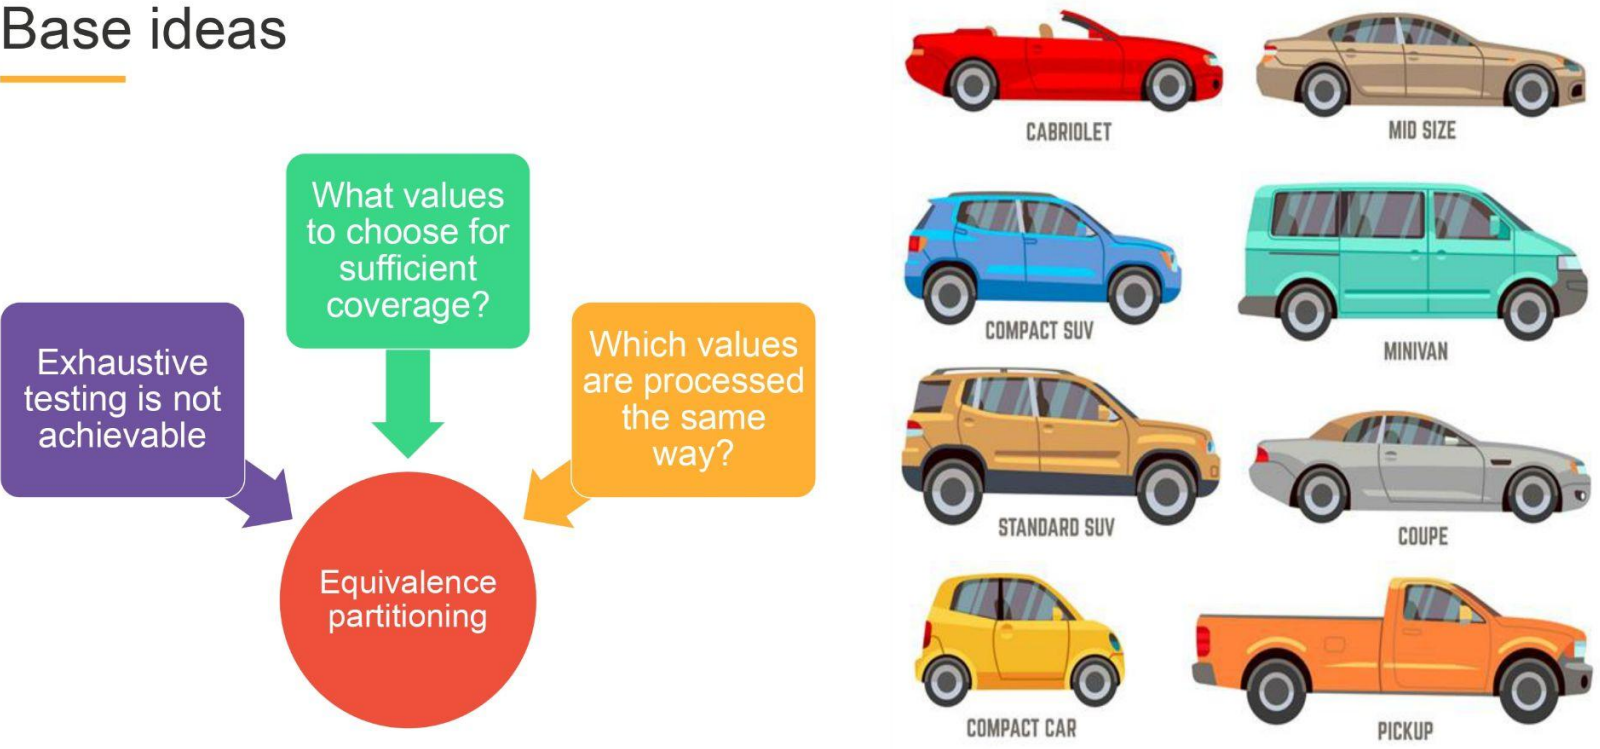 Base ideas
What values
to choose for
sufficient
coverage?
Exhaustive
testing is not
achievable
Which values
are processed
the same
way?
Equivalence
partitioning
CABRIOLET
MID SIZE
COMPACT SUV
MINIVAN
STANDARD SUV
COUPE
COMPACT CAR
PICKUP